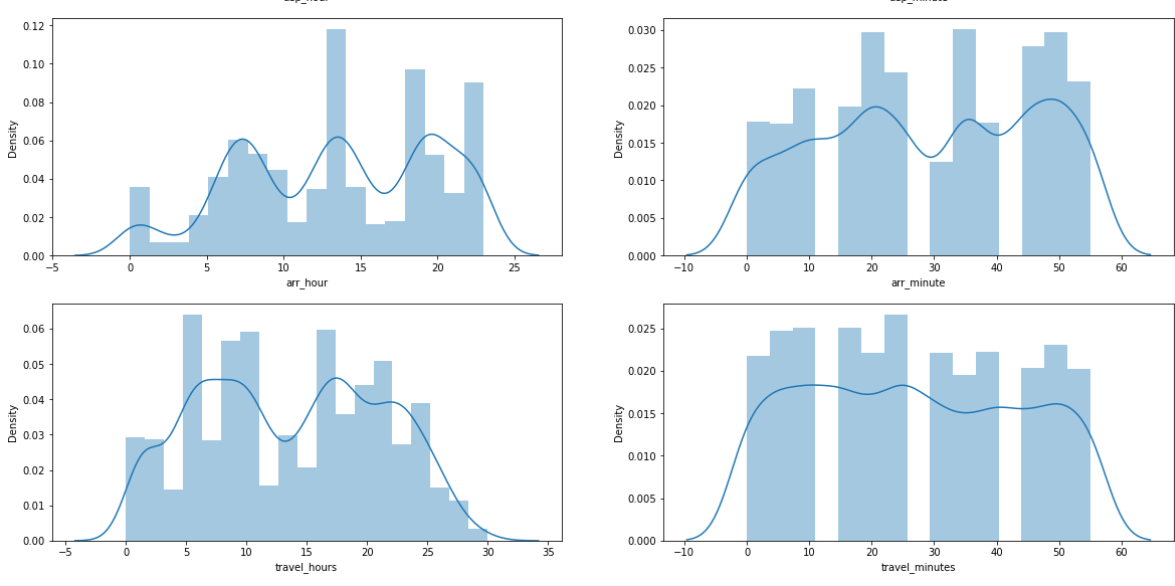 0.12
0.10
0.08
0.06
0.04
0.02
0.00
Density
−5 0 5 10 15 20 25
arr_hour
0.030
0.025
0.020
0.015
0.010
0.005
0.000
Density
−10 0 10 20 30 40 50 60
arr_minute
0.06
0.05
0.04
0.03
0.02
0.01
0.00
Density
−5 0 5 10 15 20 25 30 35
travel_hours
0.025
0.020
0.015
0.010
0.005
0.000
Density
−10 0 10 20 30 40 50 60
travel_minutes